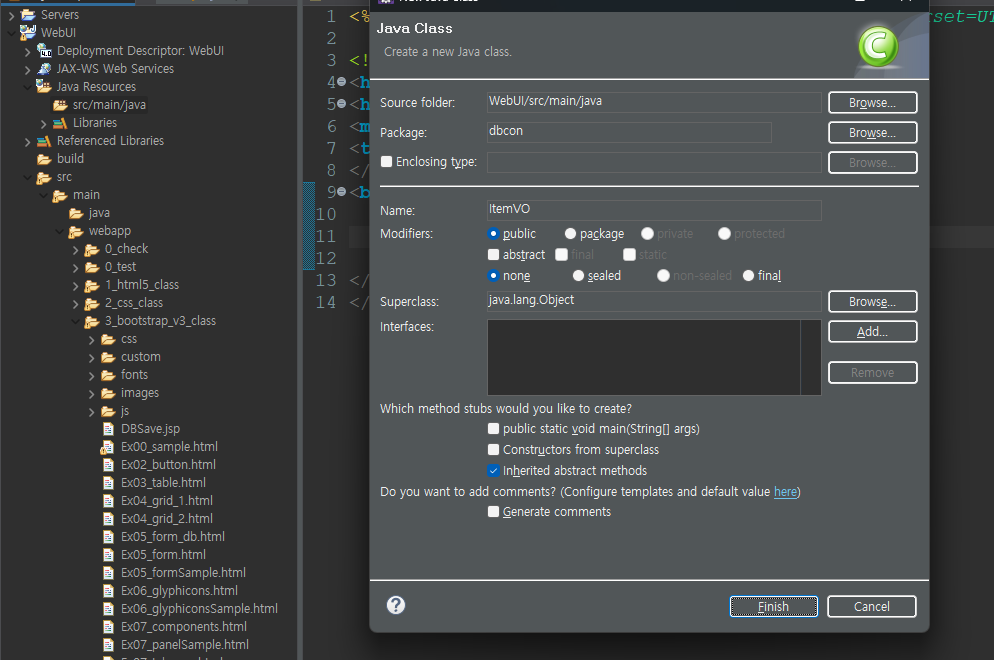 Servers
WebUI
Deployment Descriptor: WebUI
JAX-WS Web Services
Java Resources
src/main/java
Libraries
Referenced Libraries
build
src
main
java
webapp
0_check
0_test
1_html5_class
2_css_class
3_bootstrap_v3_class
css
custom
fonts
images
js
DBSave.jsp
Ex00_sample.html
Ex02_button.html
Ex03_table.html
Ex04_grid_1.html
Ex04_grid_2.html
Ex05_form_db.html
Ex05_form.html
Ex05_formSample.html
Ex06_glyphicons.html
Ex06_glyphiconsSample.html
Ex07_components.html
Ex07_panelSample.html
1 <%
2
3 <!
4 <h
5 <h
6 <m
7 <t
8 </
9 <b
10
11
12
13 </
14 </
rset=UT
Java Class
Create a new Java class.
Source folder: WebUI/src/main/java Browse...
Package: dbcon Browse...
Enclosing type: Browse...
Name: ItemVO
Modifiers: public package private protected
abstract final static
none sealed non-sealed final
Superclass: java.lang.Object Browse...
Interfaces: Add...
Remove
Which method stubs would you like to create?
public static void main(String[] args)
Constructors from superclass
Inherited abstract methods
Do you want to add comments? (Configure templates and default value here)
Generate comments
? Finish Cancel